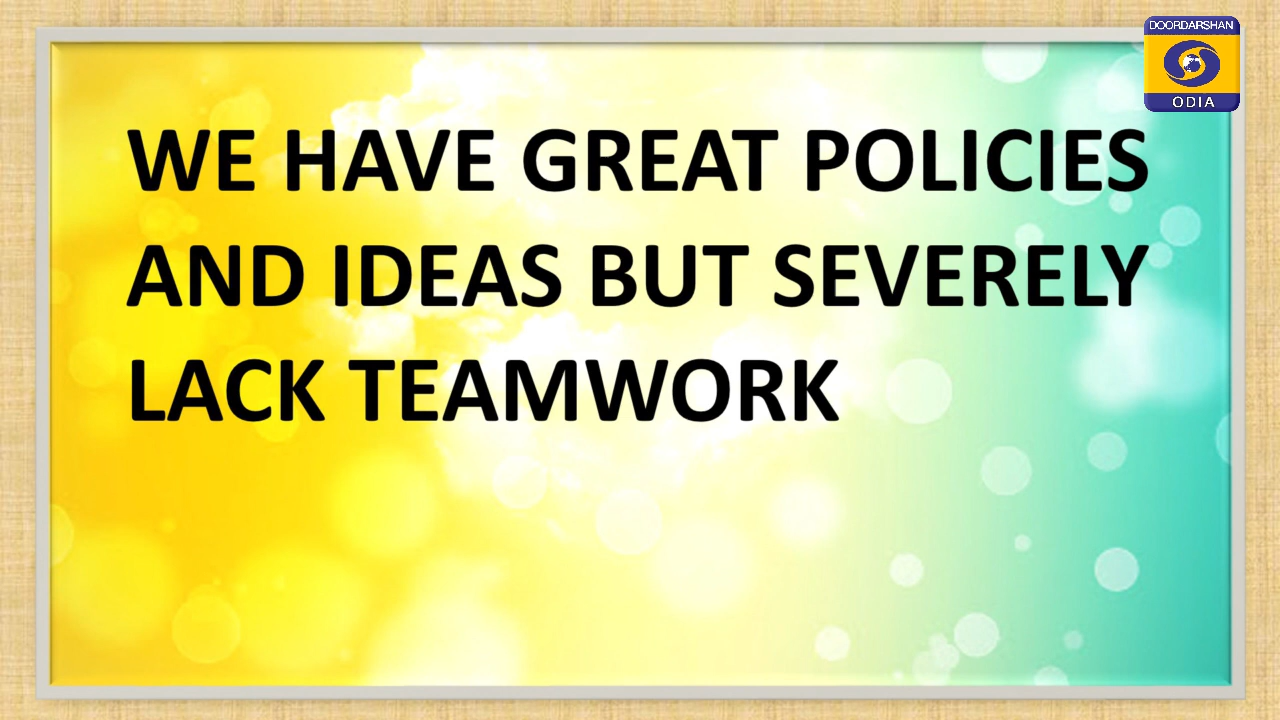 DOORDARSHAN
ODIA
WE HAVE GREAT POLICIES
AND IDEAS BUT SEVERELY
LACK TEAMWORK